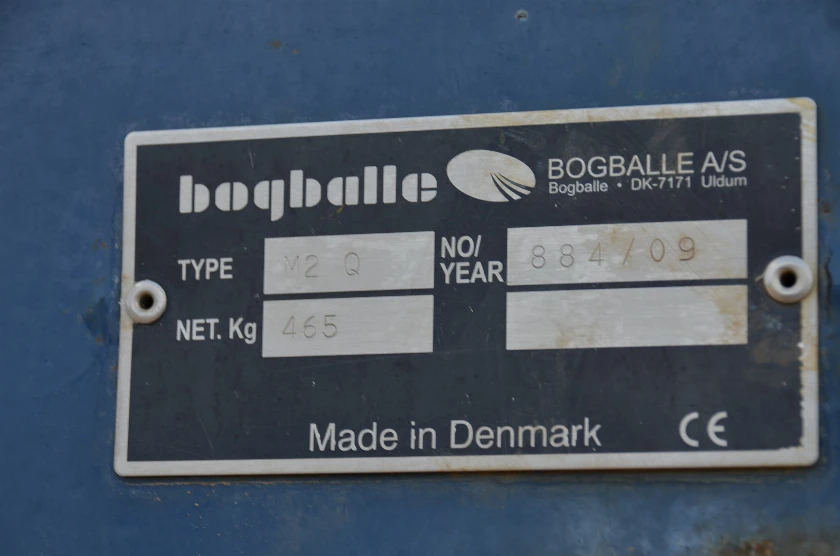 bogballe BOGBALLE A/S
Bogballe • DK-7171 Uldum
TYPE M2 Q NO/YEAR 884/09
NET. Kg 465
Made in Denmark CE